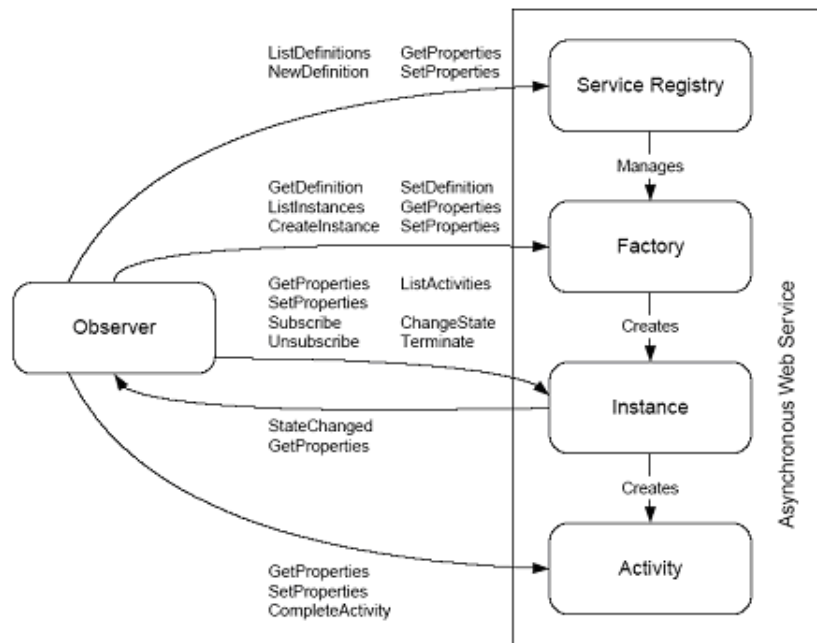 ListDefinitions GetProperties
NewDefinition SetProperties
Service Registry
Manages
GetDefinition SetDefinition
ListInstances GetProperties
CreateInstance SetProperties
Factory
GetProperties ListActivities
SetProperties
Subscribe ChangeState
Unsubscribe Terminate
Observer
Creates
Instance
StateChanged
GetProperties
Creates
Activity
GetProperties
SetProperties
CompleteActivity
Asynchronous Web Service